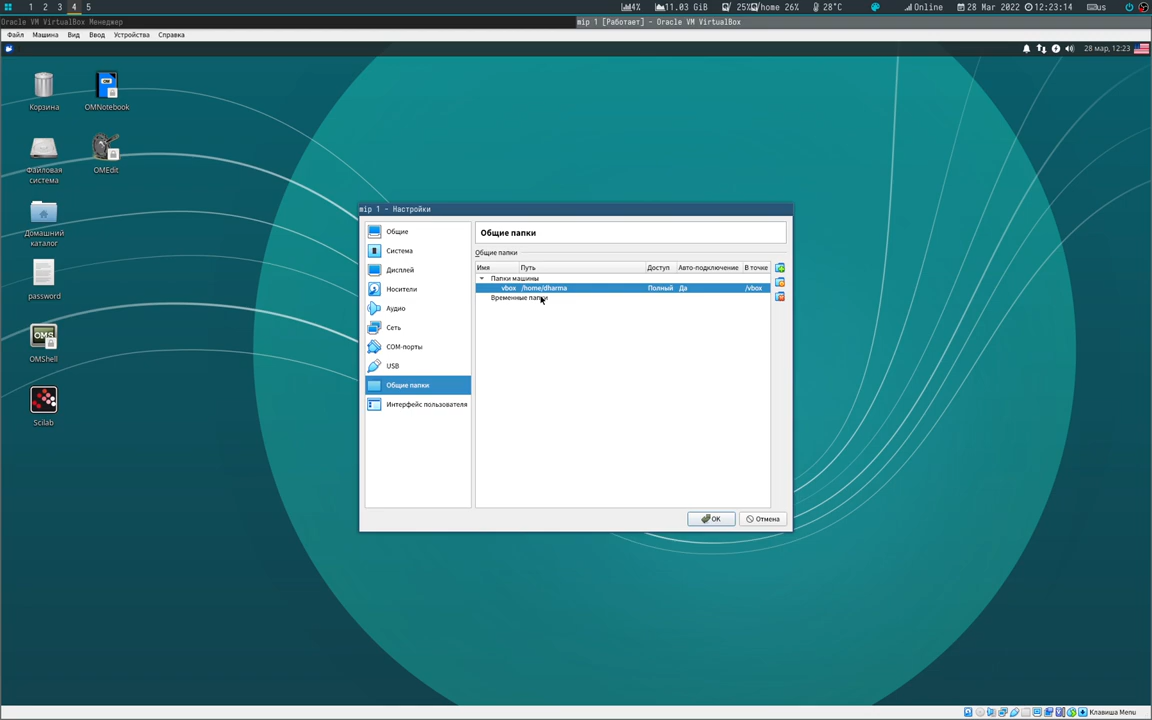 1 2 3 4 5
4% 11.03 GiB 25% /home 26% 28°C Online 28 Mar 2022 12:23:14 us
Oracle VM VirtualBox Менеджер
mip 1 [Работает] - Oracle VM VirtualBox
Файл Машина Вид Ввод Устройства Справка
28 мар, 12:23
Корзина
OMNotebook
Файловая система
OMEdit
Домашний каталог
password
OMShell
Scilab
mip 1 - Настройки
Общие
Система
Дисплей
Носители
Аудио
Сеть
COM-порты
USB
Общие папки
Интерфейс пользователя
Общие папки
Общие папки
Имя Путь Доступ Авто-подключение В точке
Папки машины
vbox /home/dharma Полный Да /vbox
Временные папки
OK Отмена
Клавиша Menu